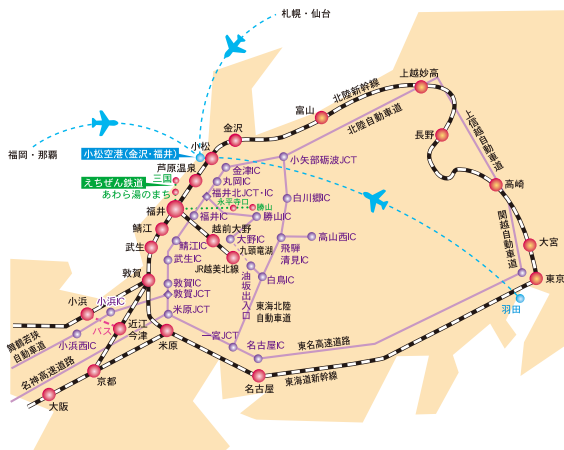 札幌・仙台
上越妙高
北陸新幹線
富山
北陸自動車道
上信越自動車道
金沢
長野
小松
福岡・那覇
小松空港(金沢・福井)
小矢部砺波JCT
芦原温泉
金津IC
えちぜん鉄道
三国
丸岡IC
高崎
あわら湯のまち
福井北JCT・IC
白川郷IC
永平寺口
勝山
福井
福井IC
勝山IC
関越自動車道
鯖江
越前大野
大野IC
高山西IC
大宮
武生
鯖江IC
九頭竜湖
飛騨
清見IC
武生IC
JR越美北線
敦賀
油坂出入口
白鳥IC
東京
敦賀IC
敦賀JCT
小浜
小浜IC
東海北陸
自動車道
羽田
米原JCT
バス
近江
今津
舞鶴若狭
自動車道
小浜西IC
米原
一宮JCT
名古屋IC
東名高速道路
名神高速道路
京都
名古屋
東海道新幹線
大阪